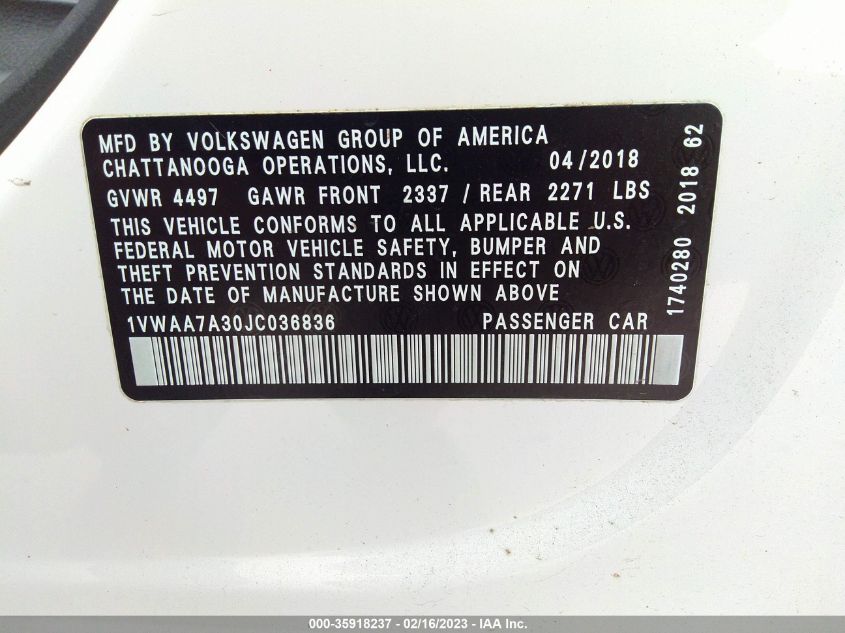 MFD BY VOLKSWAGEN GROUP OF AMERICA
CHATTANOOGA OPERATIONS, LLC. 04/2018
GVWR 4497 GAWR FRONT 2337 / REAR 2271 LBS
THIS VEHICLE CONFORMS TO ALL APPLICABLE U.S.
FEDERAL MOTOR VEHICLE SAFETY, BUMPER AND
THEFT PREVENTION STANDARDS IN EFFECT ON
THE DATE OF MANUFACTURE SHOWN ABOVE
1VWAA7A30JC036836 PASSENGER CAR
1740280 2018 62
000-35918237 - 02/16/2023 - IAA Inc.